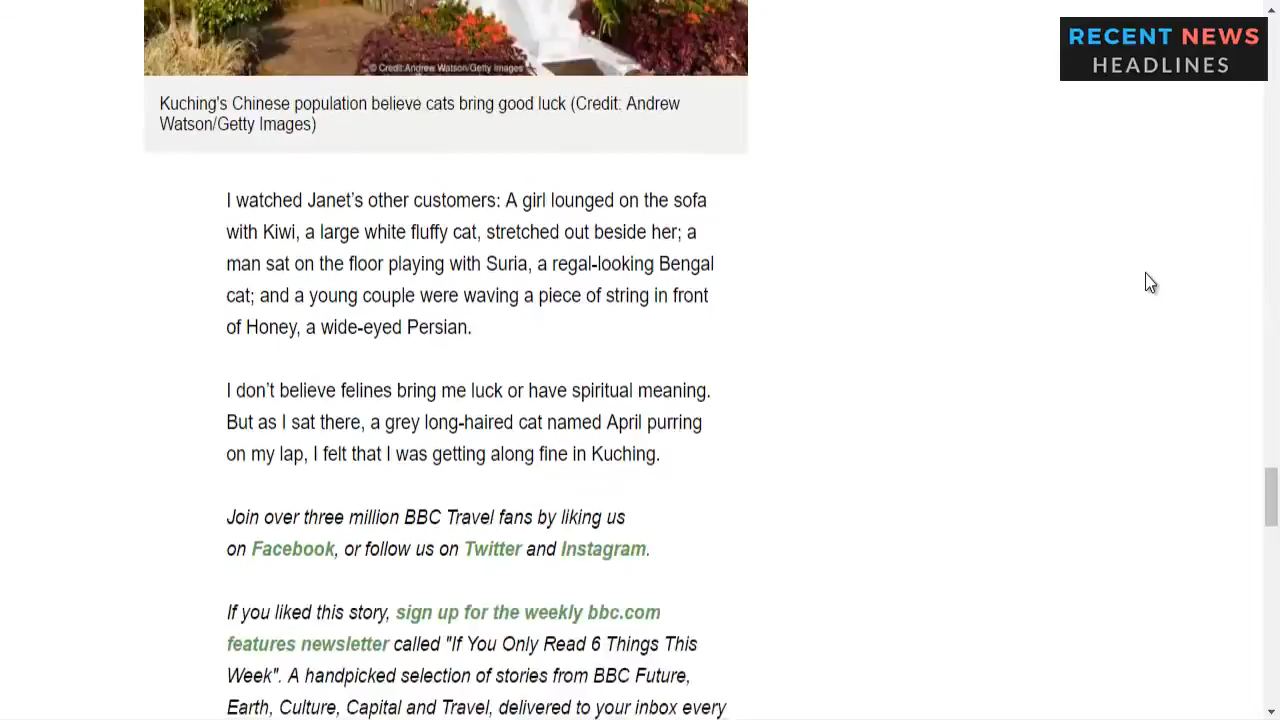 RECENT NEWS
HEADLINES
© Credit:Andrew Watson/Getty Images
Kuching's Chinese population believe cats bring good luck (Credit: Andrew
Watson/Getty Images)
I watched Janet’s other customers: A girl lounged on the sofa
with Kiwi, a large white fluffy cat, stretched out beside her; a
man sat on the floor playing with Suria, a regal-looking Bengal
cat; and a young couple were waving a piece of string in front
of Honey, a wide-eyed Persian.
I don’t believe felines bring me luck or have spiritual meaning.
But as I sat there, a grey long-haired cat named April purring
on my lap, I felt that I was getting along fine in Kuching.
Join over three million BBC Travel fans by liking us
on Facebook, or follow us on Twitter and Instagram.
If you liked this story, sign up for the weekly bbc.com
features newsletter called "If You Only Read 6 Things This
Week". A handpicked selection of stories from BBC Future,
Earth, Culture, Capital and Travel, delivered to your inbox every